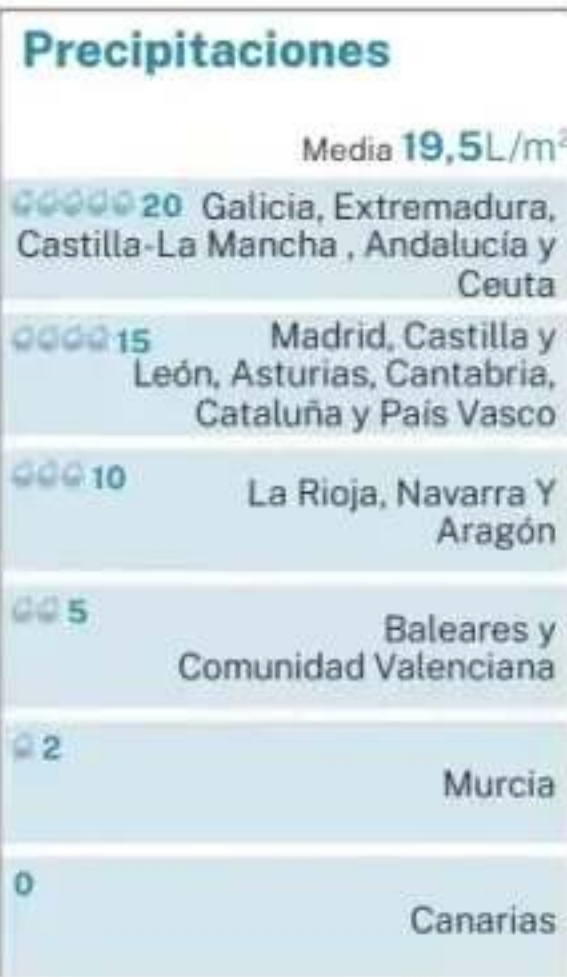 Precipitaciones
Media 19,5L/m²
20 Galicia, Extremadura,
Castilla-La Mancha , Andalucía y
Ceuta
15 Madrid, Castilla y
León, Asturias, Cantabria,
Cataluña y País Vasco
10
La Rioja, Navarra Y
Aragón
5
Baleares y
Comunidad Valenciana
2
Murcia
0
Canarias